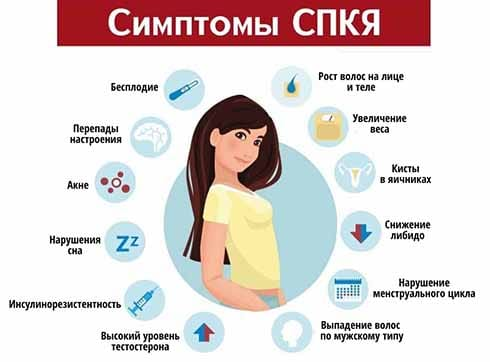 Симптомы СПКЯ
Бесплодие
Перепады
настроения
Акне
Нарушения
сна
Инсулинорезистентность
Высокий уровень
тестостерона
Рост волос на лице
и теле
Увеличение
веса
Кисты
в яичниках
Снижение
либидо
Нарушение
менструального цикла
Выпадение волос
по мужскому типу
ZZ